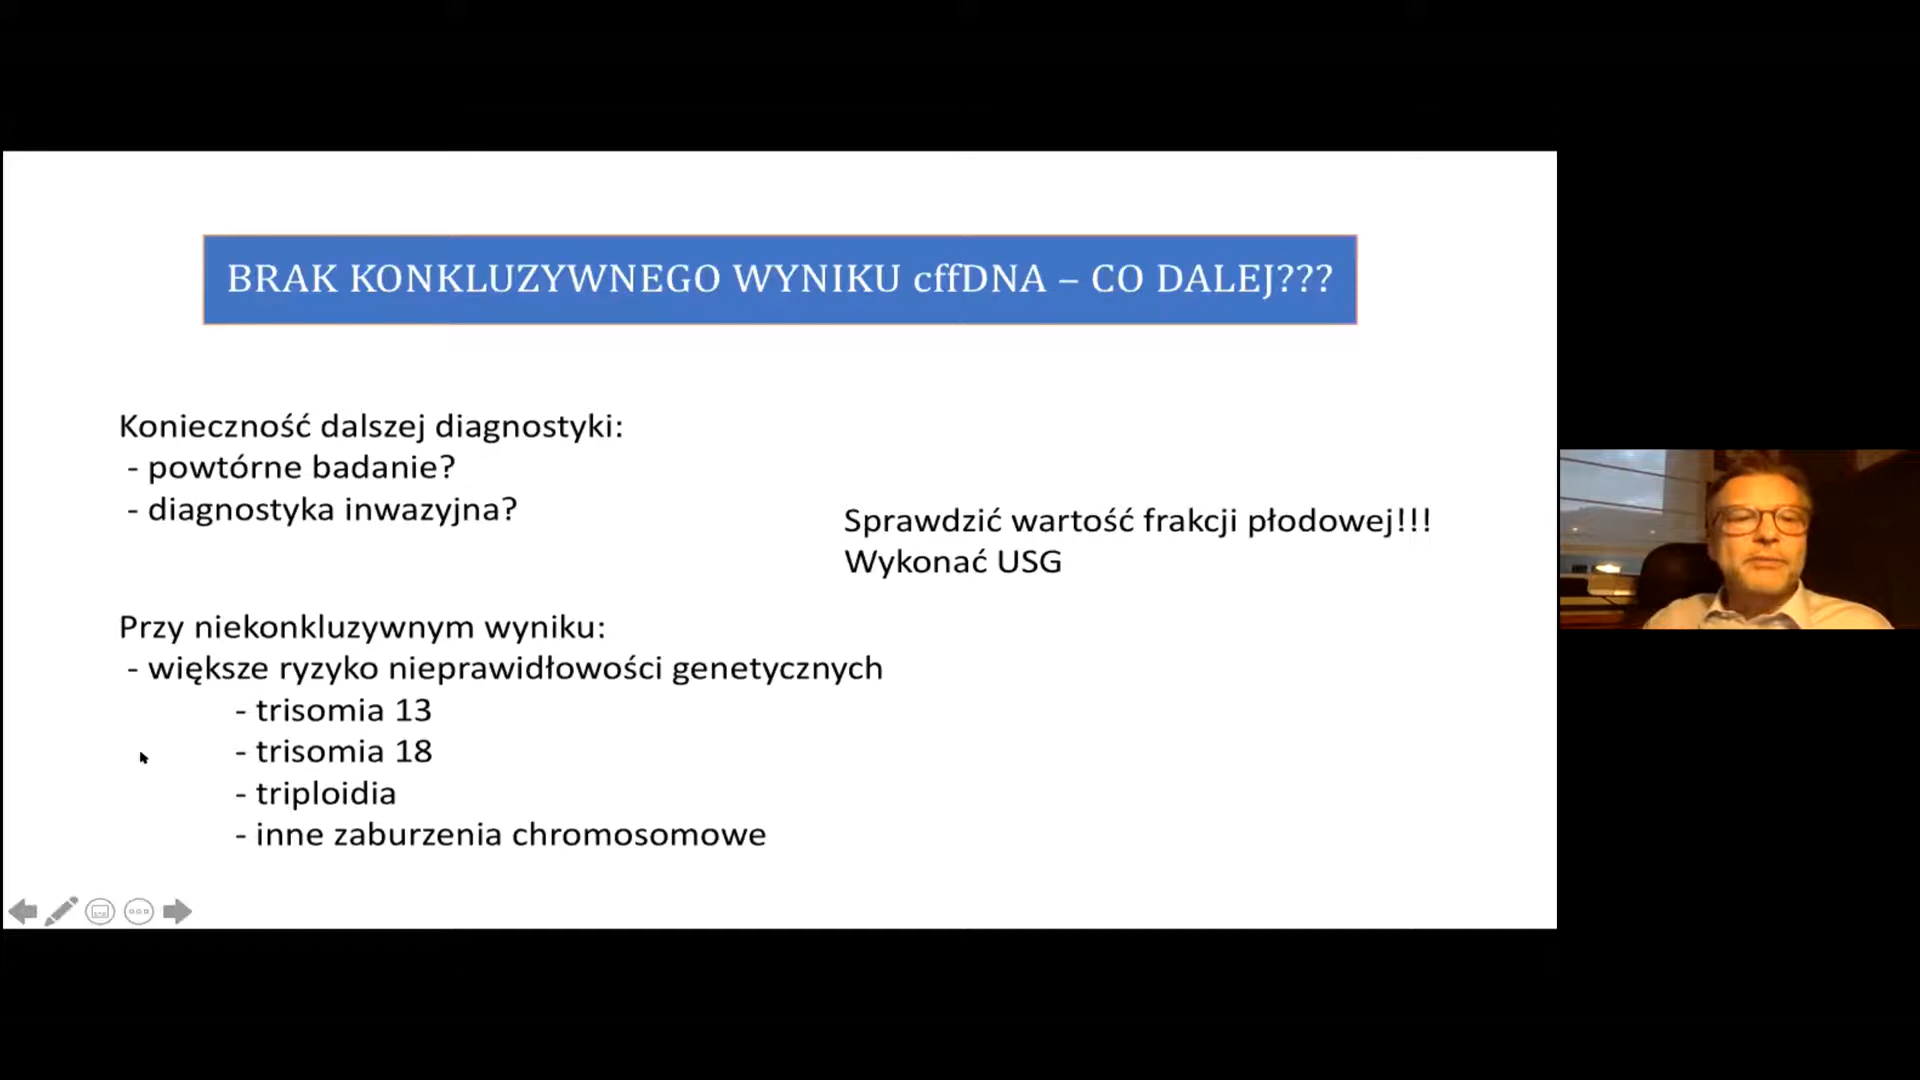 BRAK KONKLUZYWNEGO WYNIKU cffDNA – CO DALEJ???
Konieczność dalszej diagnostyki:
- powtórne badanie?
- diagnostyka inwazyjna?
Sprawdzić wartość frakcji płodowej!!!
Wykonać USG
Przy niekonkluzywnym wyniku:
- większe ryzyko nieprawidłowości genetycznych
- trisomia 13
- trisomia 18
- triploidia
- inne zaburzenia chromosomowe